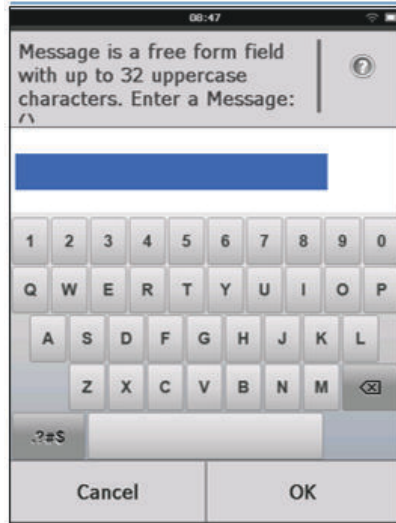 08:47
Message is a free form field
with up to 32 uppercase
characters. Enter a Message:
()
?
1 2 3 4 5 6 7 8 9 0
Q W E R T Y U I O P
A S D F G H J K L
Z X C V B N M
.?#$
Cancel OK